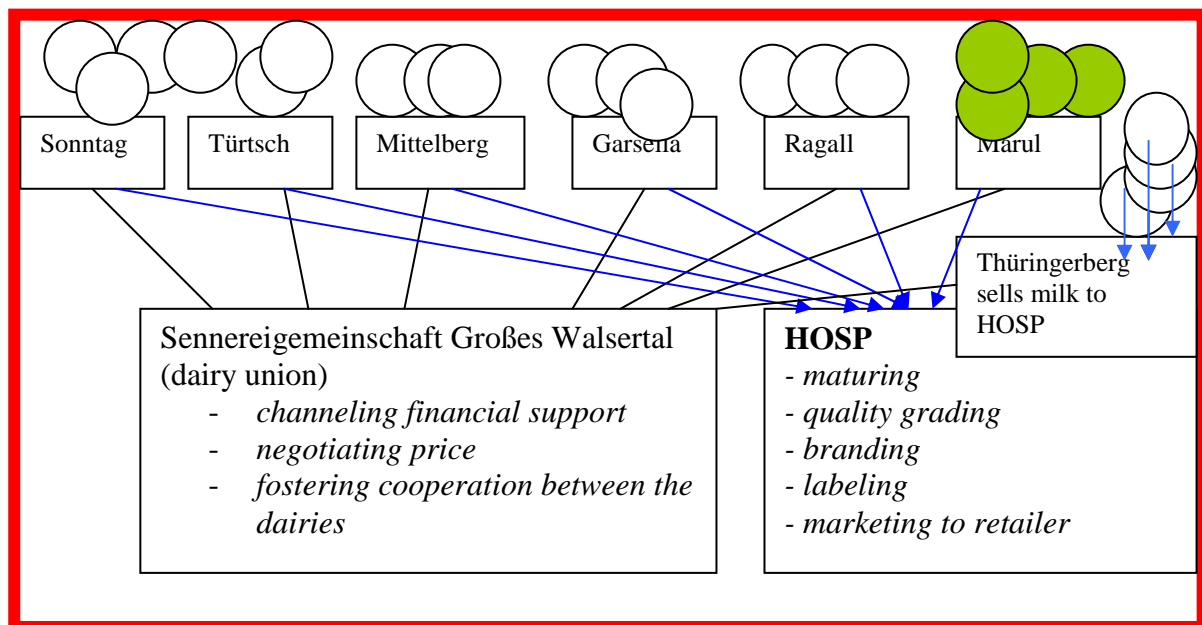 Sonntag
Türtsch
Mittelberg
Garsella
Ragall
Marul
Thüringerberg
sells milk to
HOSP
Sennereigemeinschaft Großes Walsertal
(dairy union)
- channeling financial support
- negotiating price
- fostering cooperation between the
dairies
HOSP
- maturing
- quality grading
- branding
- labeling
- marketing to retailer